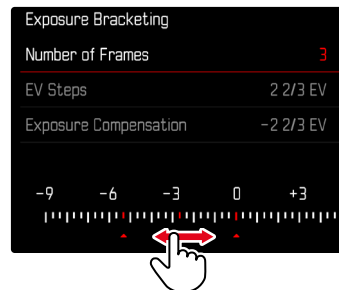 Exposure Bracketing
Number of Frames 3
EV Steps 2 2/3 EV
Exposure Compensation -2 2/3 EV
-9 -6 -3 0 +3